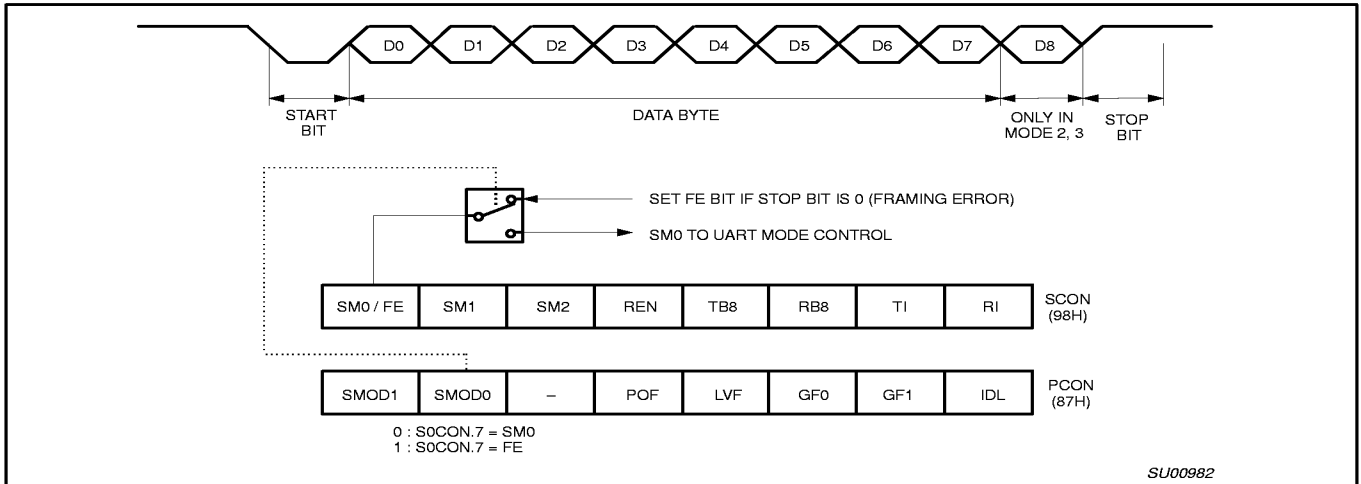 D0 D1 D2 D3 D4 D5 D6 D7 D8
START
BIT
DATA BYTE
ONLY IN
MODE 2, 3
STOP
BIT
SET FE BIT IF STOP BIT IS 0 (FRAMING ERROR)
SM0 TO UART MODE CONTROL
SM0 / FE SM1 SM2 REN TB8 RB8 TI RI
SCON
(98H)
SMOD1 SMOD0 – POF LVF GF0 GF1 IDL
PCON
(87H)
0 : S0CON.7 = SM0
1 : S0CON.7 = FE
SU00982